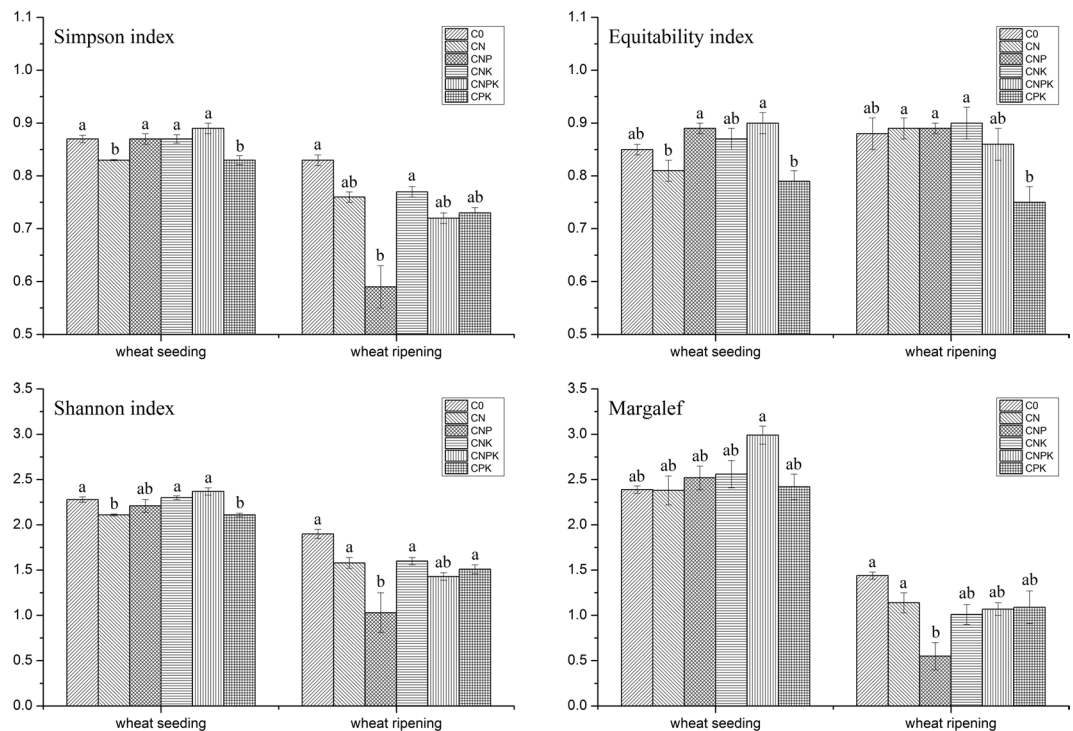 Simpson index
1.1
1.0
0.9
0.8
0.7
0.6
0.5
C0
CN
CNP
CNK
CNPK
CPK
a b a a a b
a ab b a ab ab
wheat seeding wheat ripening
Equitability index
1.1
1.0
0.9
0.8
0.7
0.6
0.5
C0
CN
CNP
CNK
CNPK
CPK
ab b a ab a b
ab a a a ab b
wheat seeding wheat ripening
Shannon index
3.5
3.0
2.5
2.0
1.5
1.0
0.5
0.0
C0
CN
CNP
CNK
CNPK
CPK
a b ab a a b
a a b a ab a
wheat seeding wheat ripening
Margalef
3.5
3.0
2.5
2.0
1.5
1.0
0.5
0.0
C0
CN
CNP
CNK
CNPK
CPK
ab ab ab ab a ab
a a b ab ab ab
wheat seeding wheat ripening